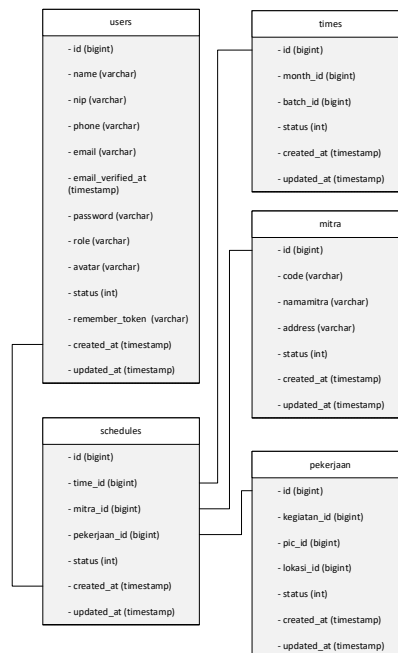 users
- id (bigint)
- name (varchar)
- nip (varchar)
- phone (varchar)
- email (varchar)
- email_verified_at
(timestamp)
- password (varchar)
- role (varchar)
- avatar (varchar)
- status (int)
- remember_token (varchar)
- created_at (timestamp)
- updated_at (timestamp)
schedules
- id (bigint)
- time_id (bigint)
- mitra_id (bigint)
- pekerjaan_id (bigint)
- status (int)
- created_at (timestamp)
- updated_at (timestamp)
times
- id (bigint)
- month_id (bigint)
- batch_id (bigint)
- status (int)
- created_at (timestamp)
- updated_at (timestamp)
mitra
- id (bigint)
- code (varchar)
- namamitra (varchar)
- address (varchar)
- status (int)
- created_at (timestamp)
- updated_at (timestamp)
pekerjaan
- id (bigint)
- kegiatan_id (bigint)
- pic_id (bigint)
- lokasi_id (bigint)
- status (int)
- created_at (timestamp)
- updated_at (timestamp)